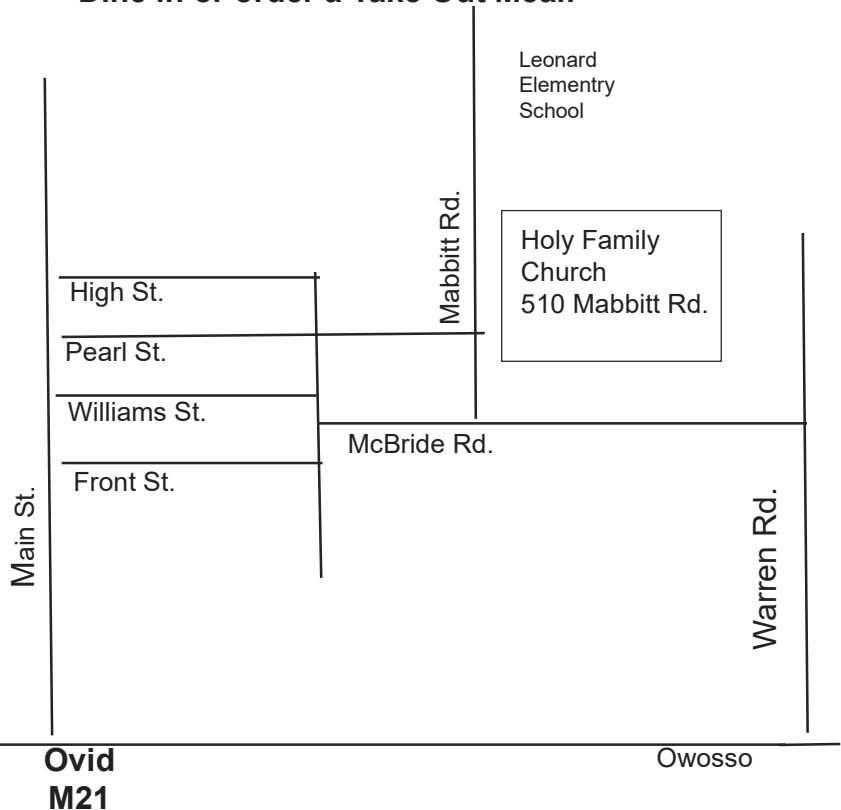 Leonard
Elementry
School
Mabbitt Rd.
Holy Family
Church
510 Mabbitt Rd.
High St.
Pearl St.
Williams St.
McBride Rd.
Front St.
Main St.
Warren Rd.
Ovid
Owosso
M21